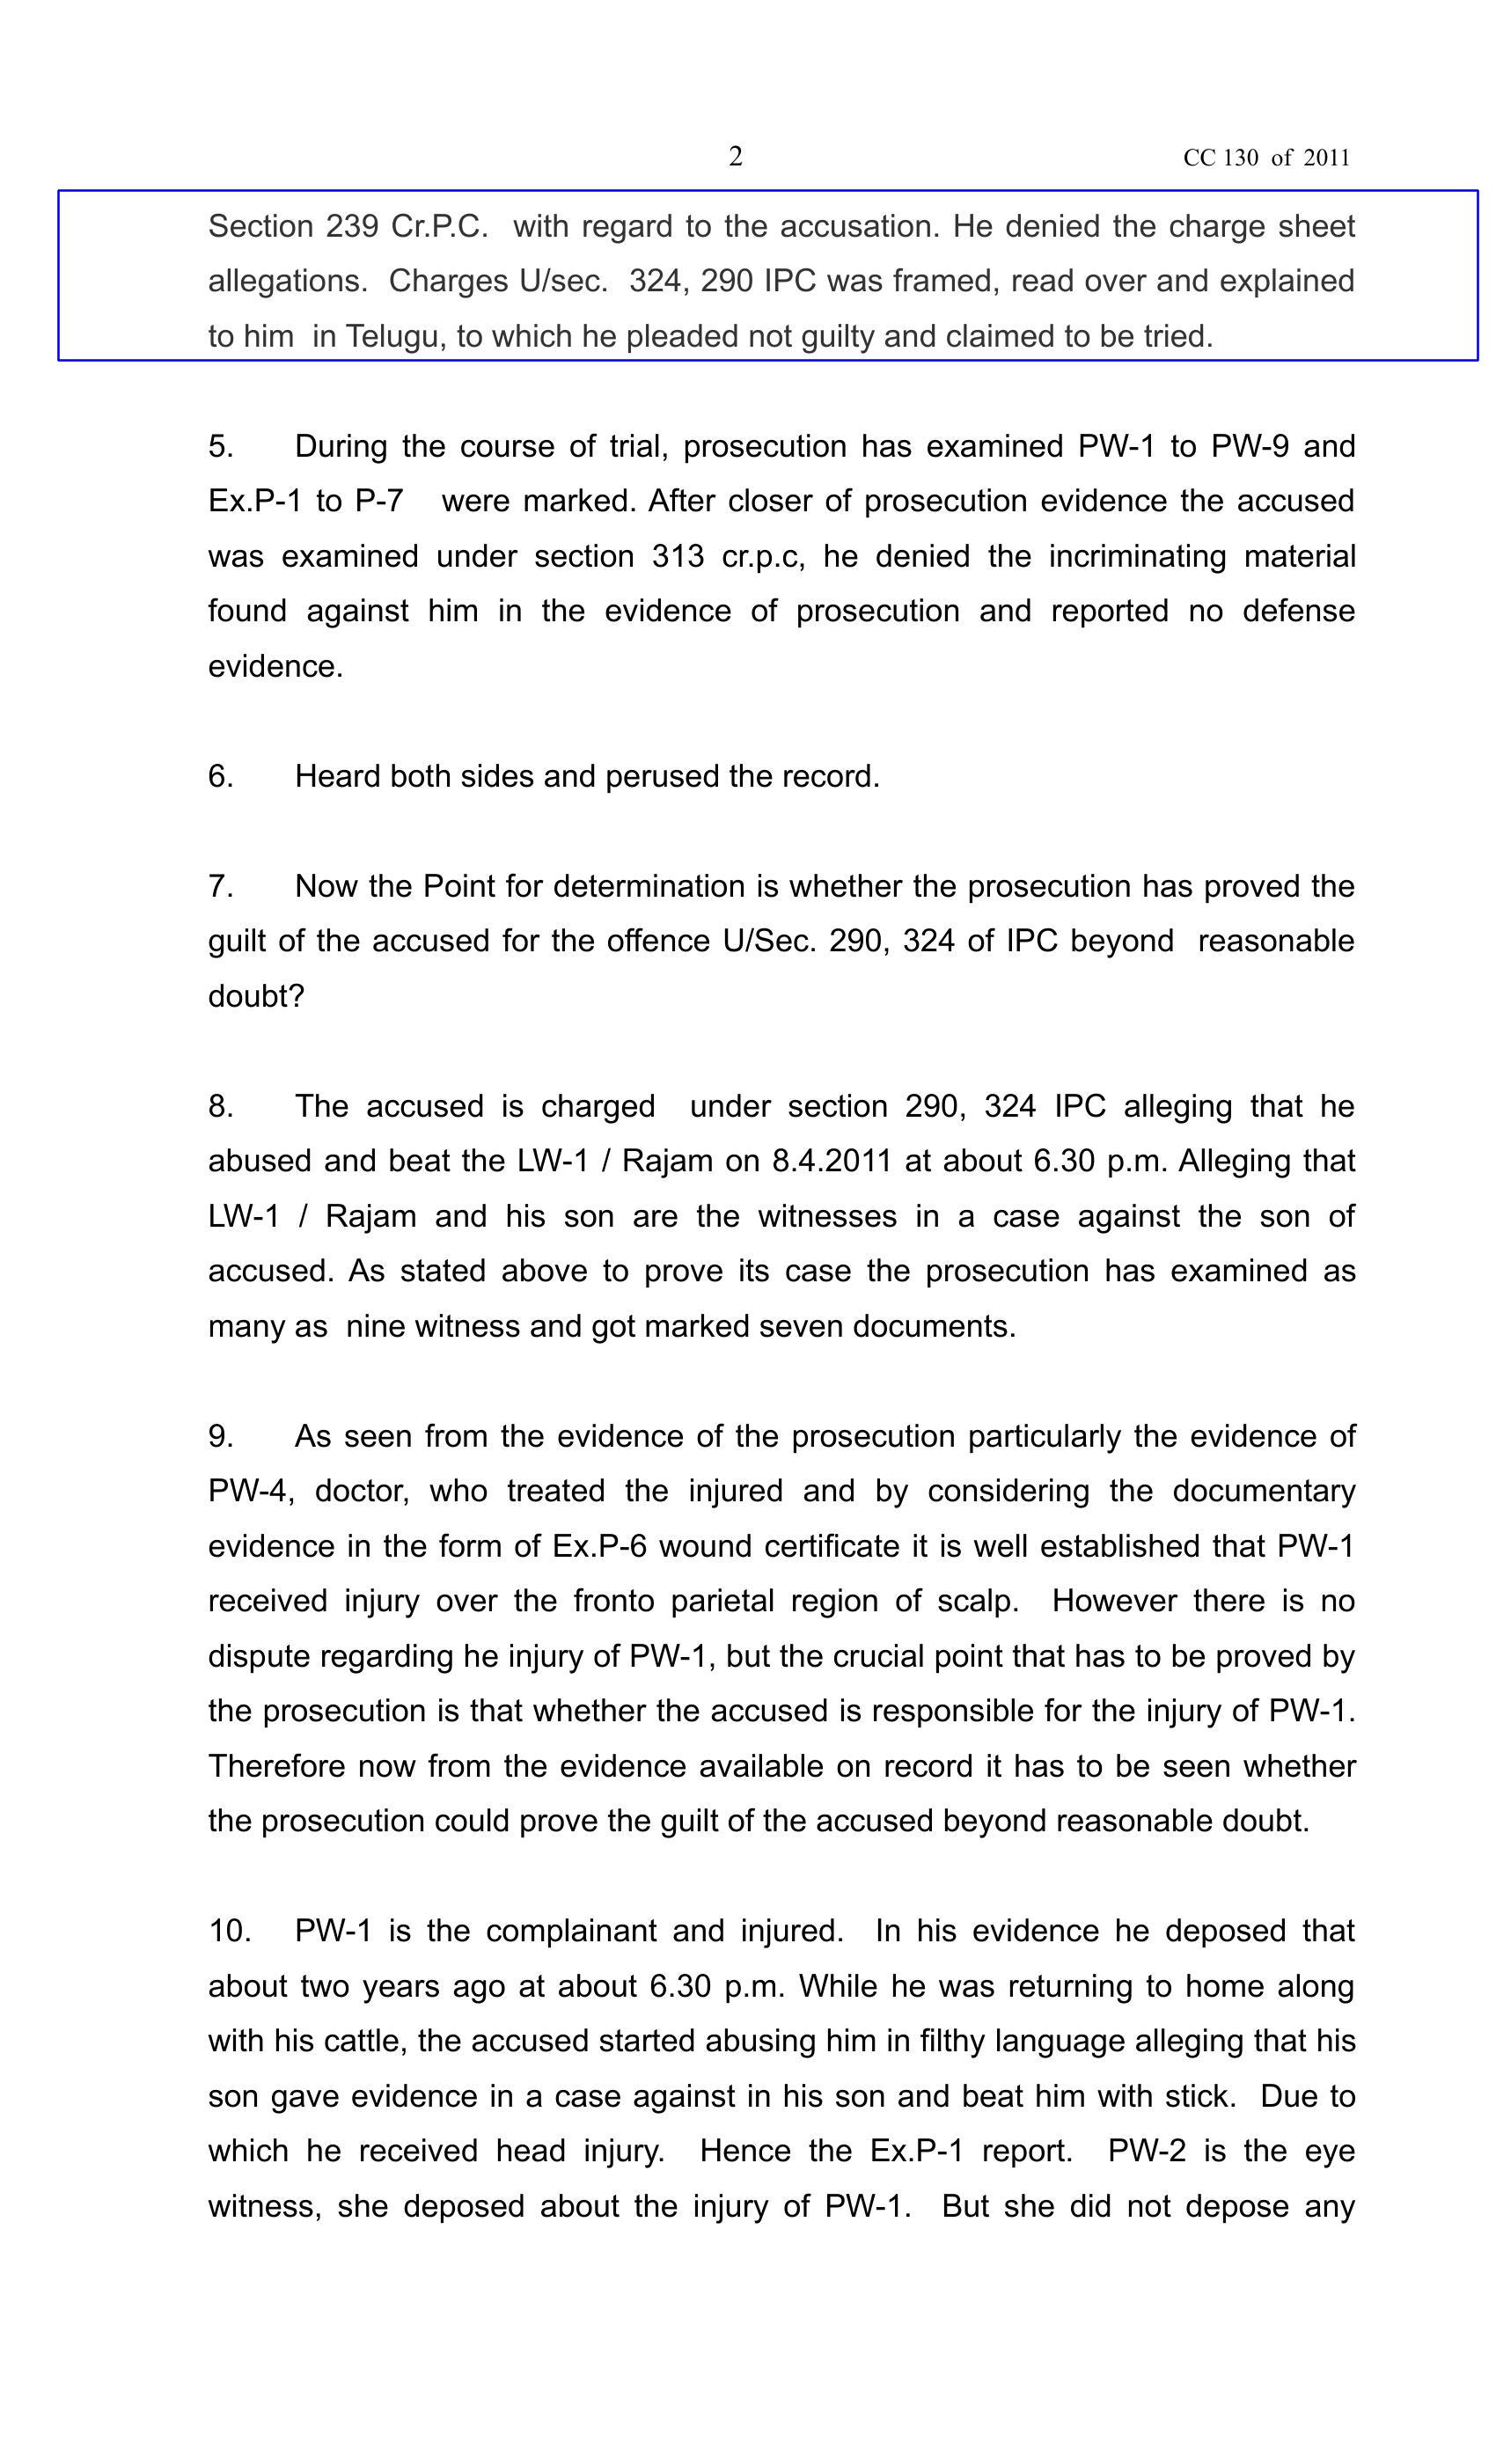 2
CC 130 of 2011
Section 239 Cr.P.C. with regard to the accusation. He denied the charge sheet
allegations. Charges U/sec. 324, 290 IPC was framed, read over and explained
to him in Telugu, to which he pleaded not guilty and claimed to be tried.
5. During the course of trial, prosecution has examined PW-1 to PW-9 and
Ex.P-1 to P-7 were marked. After closer of prosecution evidence the accused
was examined under section 313 cr.p.c, he denied the incriminating material
found against him in the evidence of prosecution and reported no defense
evidence.
6. Heard both sides and perused the record.
7. Now the Point for determination is whether the prosecution has proved the
guilt of the accused for the offence U/Sec. 290, 324 of IPC beyond reasonable
doubt?
8. The accused is charged under section 290, 324 IPC alleging that he
abused and beat the LW-1 / Rajam on 8.4.2011 at about 6.30 p.m. Alleging that
LW-1 / Rajam and his son are the witnesses in a case against the son of
accused. As stated above to prove its case the prosecution has examined as
many as nine witness and got marked seven documents.
9. As seen from the evidence of the prosecution particularly the evidence of
PW-4, doctor, who treated the injured and by considering the documentary
evidence in the form of Ex.P-6 wound certificate it is well established that PW-1
received injury over the fronto parietal region of scalp. However there is no
dispute regarding he injury of PW-1, but the crucial point that has to be proved by
the prosecution is that whether the accused is responsible for the injury of PW-1.
Therefore now from the evidence available on record it has to be seen whether
the prosecution could prove the guilt of the accused beyond reasonable doubt.
10. PW-1 is the complainant and injured. In his evidence he deposed that
about two years ago at about 6.30 p.m. While he was returning to home along
with his cattle, the accused started abusing him in filthy language alleging that his
son gave evidence in a case against in his son and beat him with stick. Due to
which he received head injury. Hence the Ex.P-1 report. PW-2 is the eye
witness, she deposed about the injury of PW-1. But she did not depose any